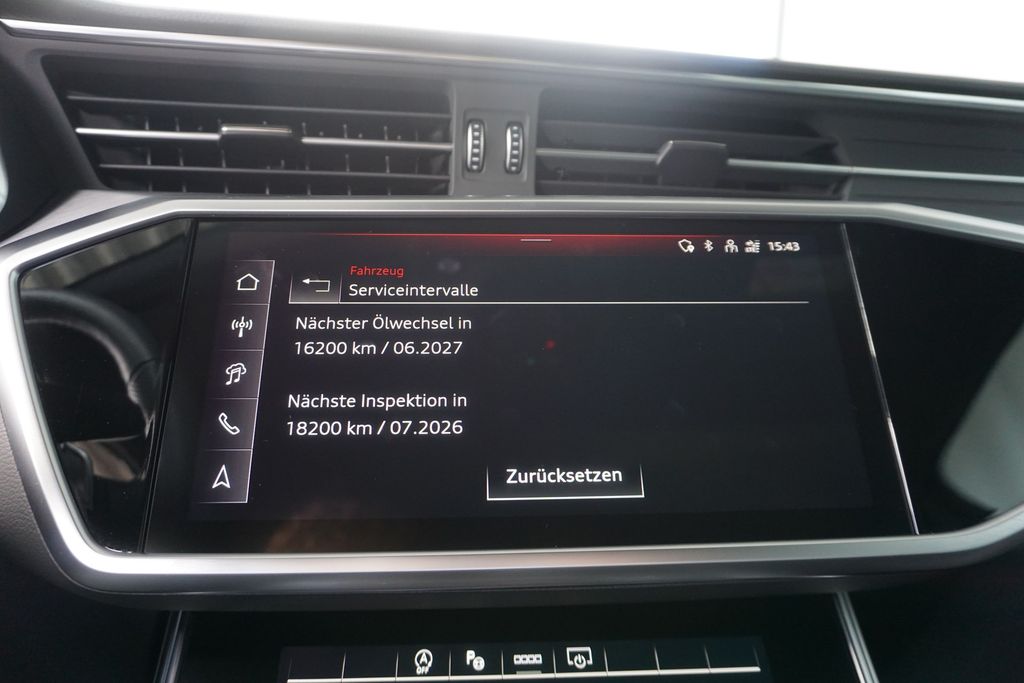 15:43
Fahrzeug
Serviceintervalle
Nächster Ölwechsel in
16200 km / 06.2027
Nächste Inspektion in
18200 km / 07.2026
Zurücksetzen
A
OFF
P